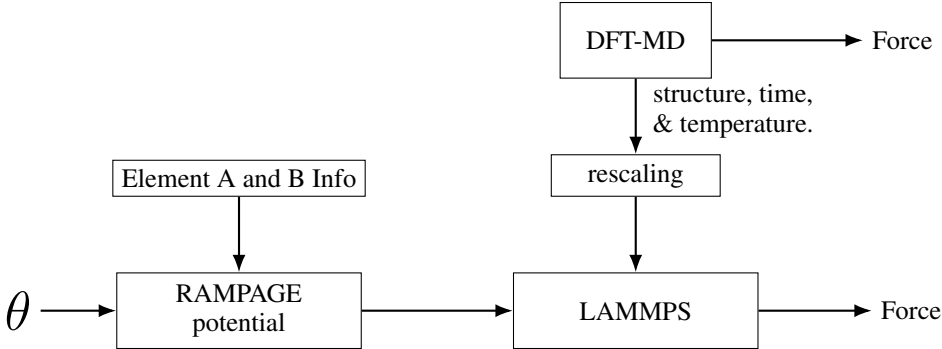 DFT-MD
Force
structure, time,
& temperature.
Element A and B Info
rescaling
θ
RAMPAGE
potential
LAMMPS
Force